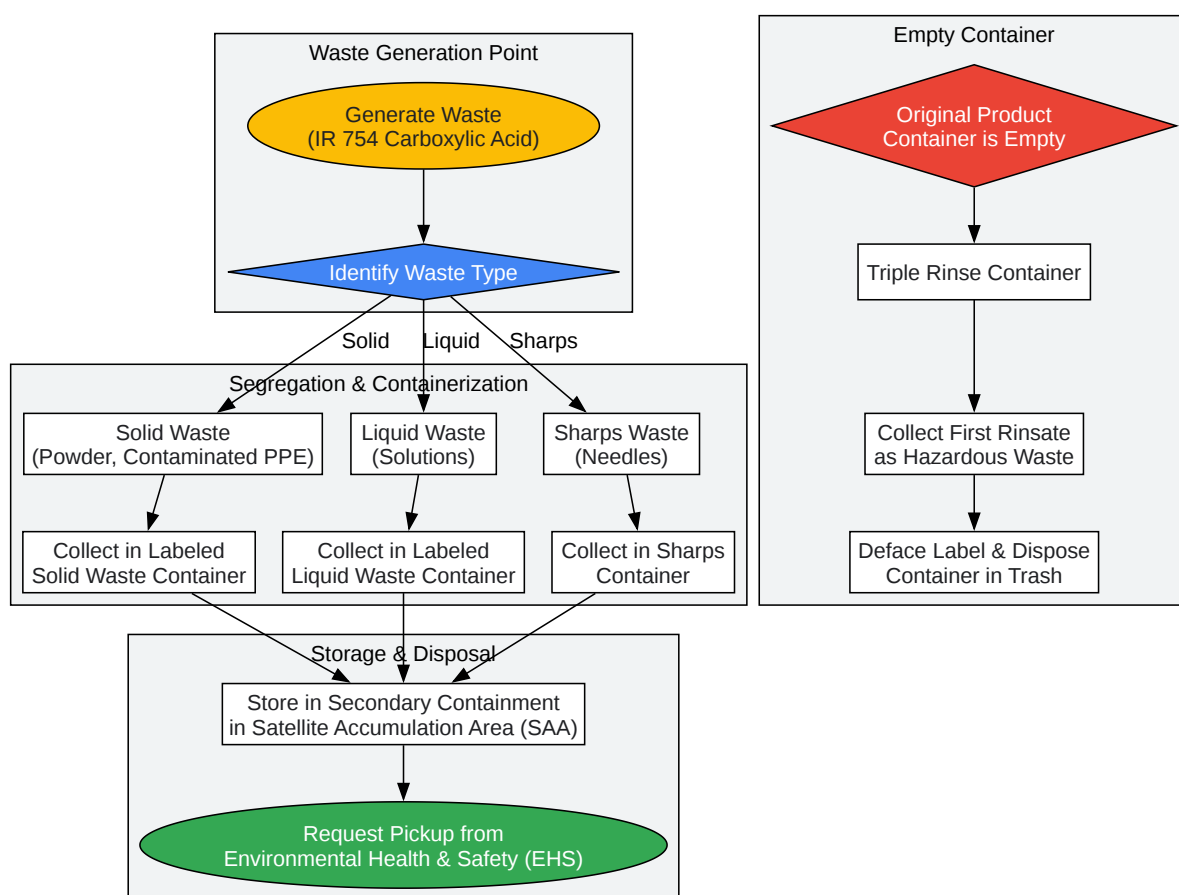 Waste Generation Point
Generate Waste
(IR 754 Carboxylic Acid)
Identify Waste Type
Solid
Liquid
Sharps
Segregation & Containerization
Solid Waste
(Powder, Contaminated PPE)
Liquid Waste
(Solutions)
Sharps Waste
(Needles)
Collect in Labeled
Solid Waste Container
Collect in Labeled
Liquid Waste Container
Collect in Sharps
Container
Storage & Disposal
Store in Secondary Containment
in Satellite Accumulation Area (SAA)
Request Pickup from
Environmental Health & Safety (EHS)
Empty Container
Original Product
Container is Empty
Triple Rinse Container
Collect First Rinsate
as Hazardous Waste
Deface Label & Dispose
Container in Trash